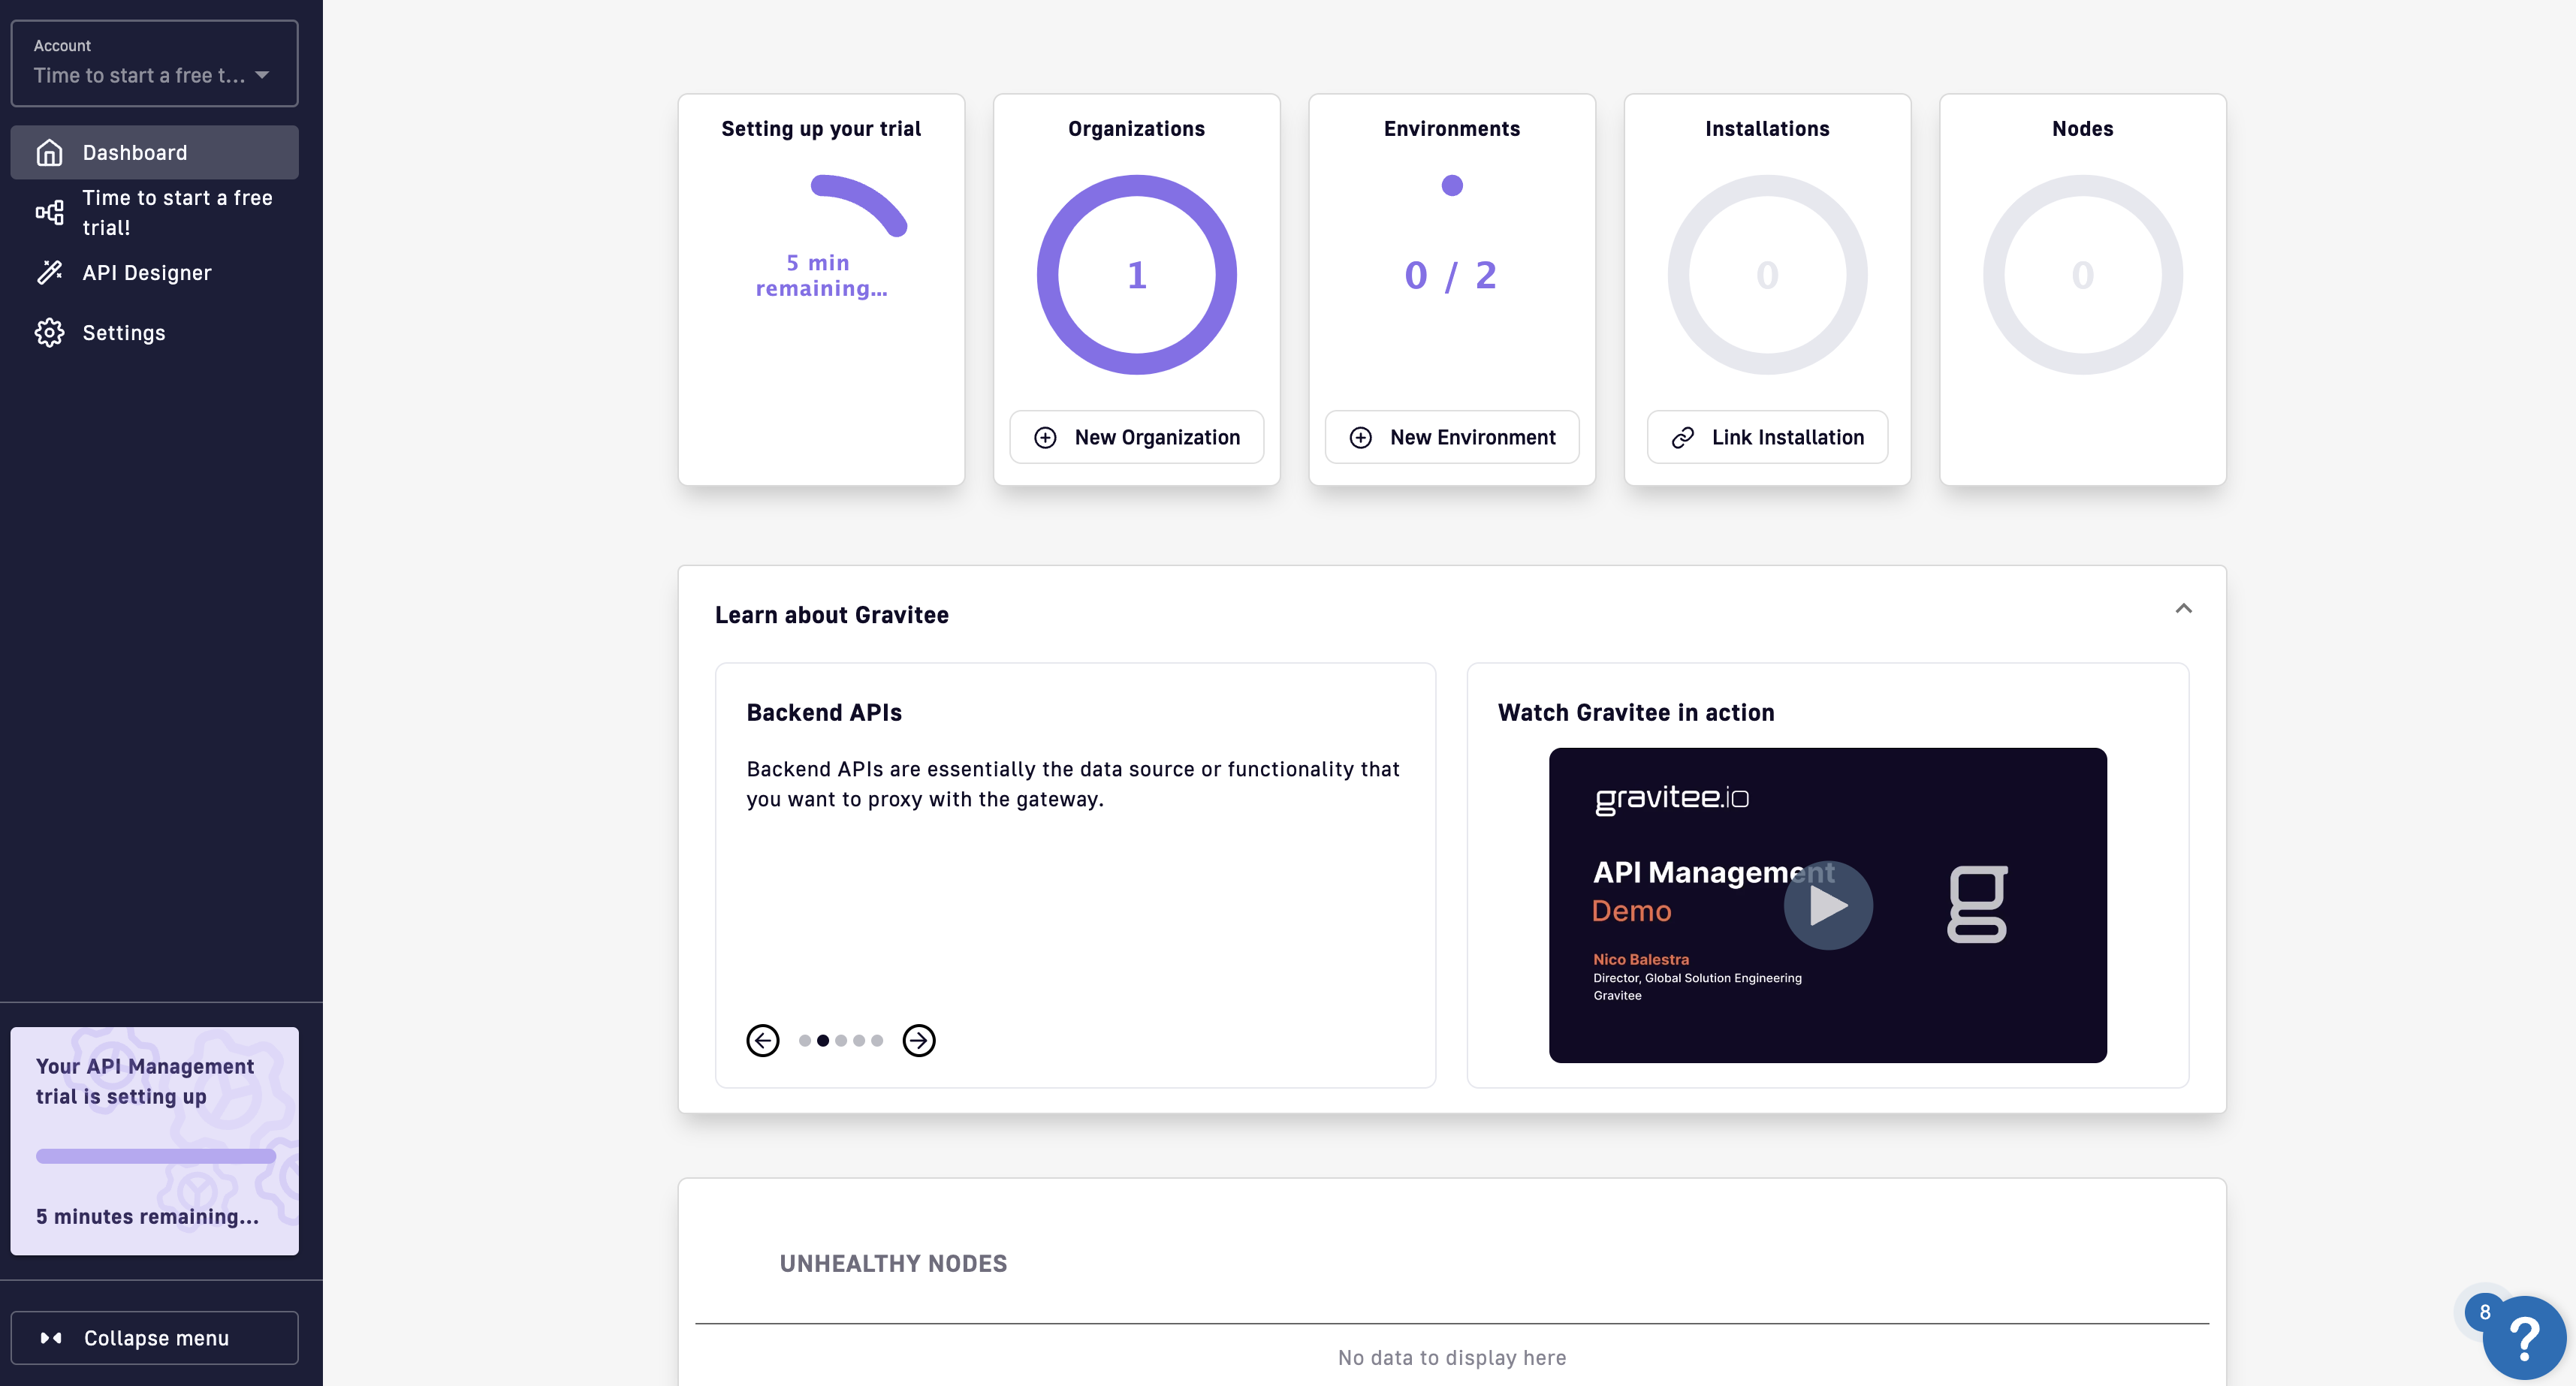 Account
Time to start a free t...
Dashboard
Time to start a free
trial!
API Designer
Settings
Your API Management
trial is setting up
5 minutes remaining...
Collapse menu
Setting up your trial
5 min
remaining...
Organizations
1
New Organization
Environments
0 / 2
New Environment
Installations
0
Link Installation
Nodes
0
Learn about Gravitee
Backend APIs
Backend APIs are essentially the data source or functionality that
you want to proxy with the gateway.
Watch Gravitee in action
gravitee.io
API Management
Demo
g
Nico Balestra
Director, Global Solution Engineering
Gravitee
UNHEALTHY NODES
No data to display here
8
?